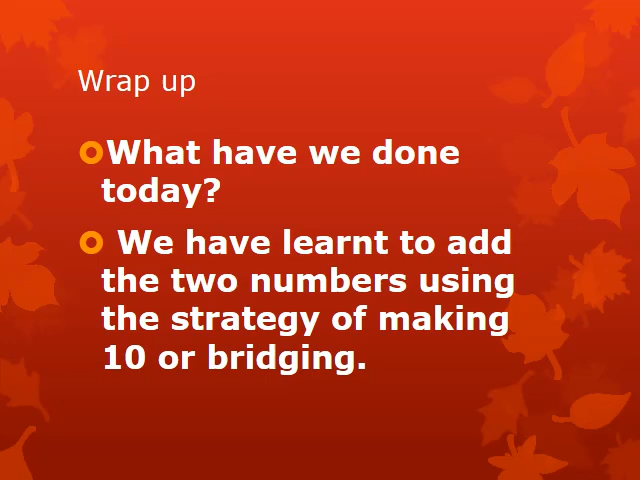 Wrap up
What have we done
today?
We have learnt to add
the two numbers using
the strategy of making
10 or bridging.